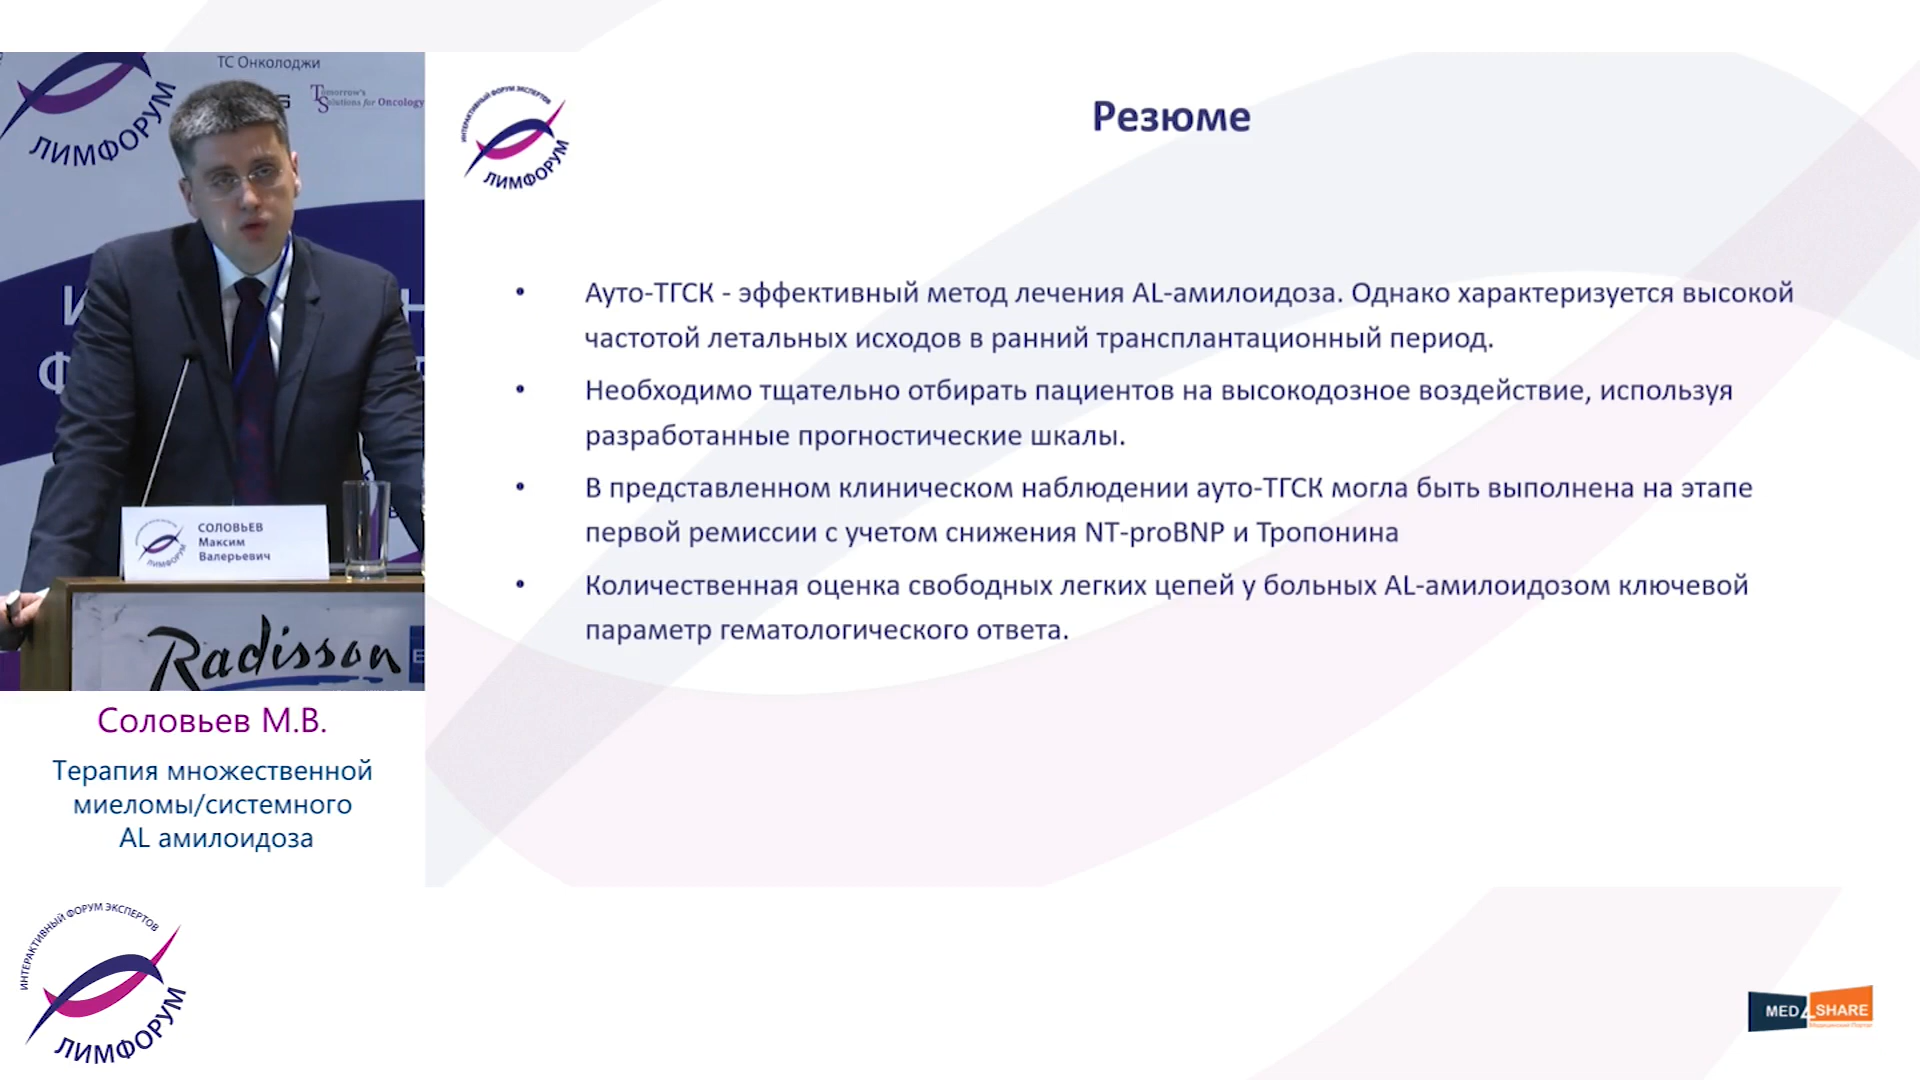 ТС Онколоджи
Tomorrow's
Solutions for Oncology
ЛИМФОРУМ
СОЛОВЬЕВ
Максим
Валерьевич
Radisson
Соловьев М.В.
Терапия множественной
миеломы/системного
AL амилоидоза
ИНТЕРАКТИВНЫЙ ФОРУМ ЭКСПЕРТОВ
ЛИМФОРУМ
ИНТЕРАКТИВНЫЙ ФОРУМ ЭКСПЕРТОВ
ЛИМФОРУМ
Резюме
• Ауто-ТГСК - эффективный метод лечения AL-амилоидоза. Однако характеризуется высокой
частотой летальных исходов в ранний трансплантационный период.
• Необходимо тщательно отбирать пациентов на высокодозное воздействие, используя
разработанные прогностические шкалы.
• В представленном клиническом наблюдении ауто-ТГСК могла быть выполнена на этапе
первой ремиссии с учетом снижения NT-proBNP и Тропонина
• Количественная оценка свободных легких цепей у больных AL-амилоидозом ключевой
параметр гематологического ответа.
MED4SHARE
Медицинский Портал